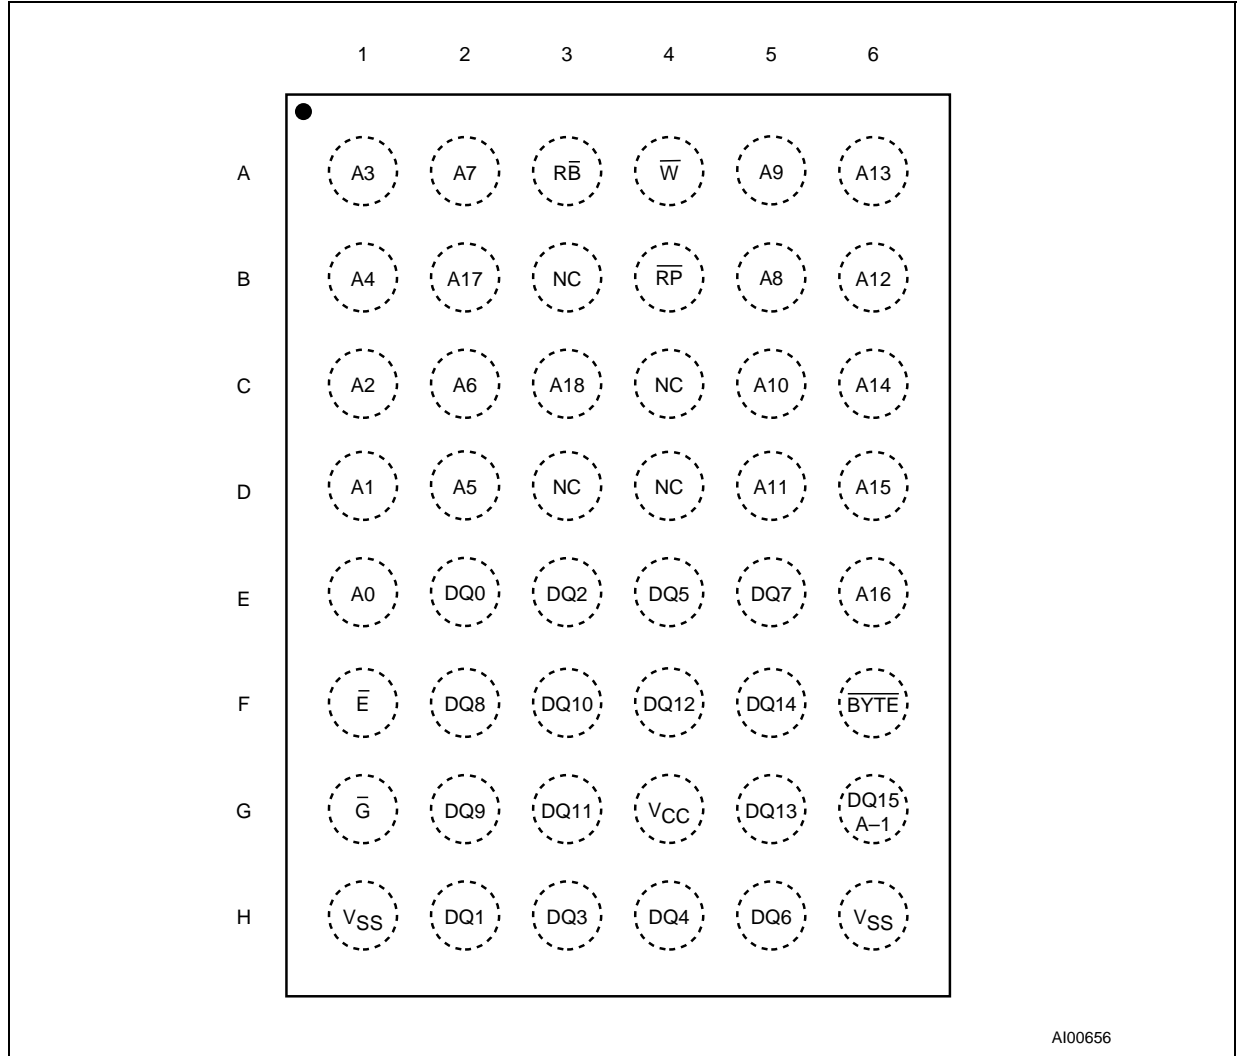 1 2 3 4 5 6
A A3 A7 RB̅ W̅ A9 A13
B A4 A17 NC R̅P̅ A8 A12
C A2 A6 A18 NC A10 A14
D A1 A5 NC NC A11 A15
E A0 DQ0 DQ2 DQ5 DQ7 A16
F E̅ DQ8 DQ10 DQ12 DQ14 B̅Y̅T̅E̅
G G̅ DQ9 DQ11 VCC DQ13 DQ15
A–1
H VSS DQ1 DQ3 DQ4 DQ6 VSS
AI00656